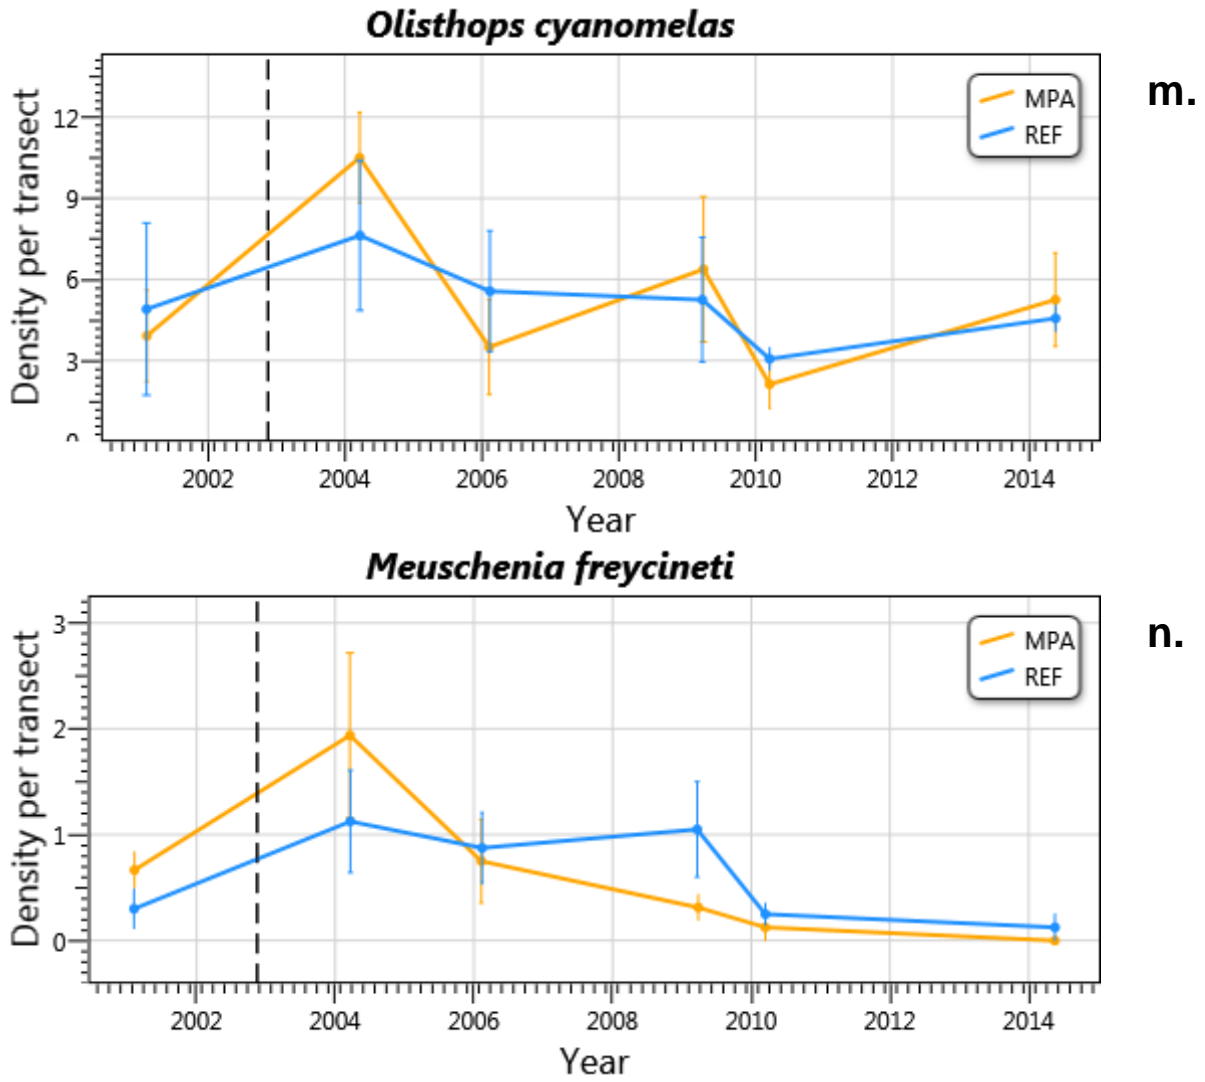 Olisthops cyanomelas
m.
Density per transect
12
9
6
3
0
MPA
REF
2002 2004 2006 2008 2010 2012 2014
Year
Meuschenia freycineti
n.
Density per transect
3
2
1
0
MPA
REF
2002 2004 2006 2008 2010 2012 2014
Year